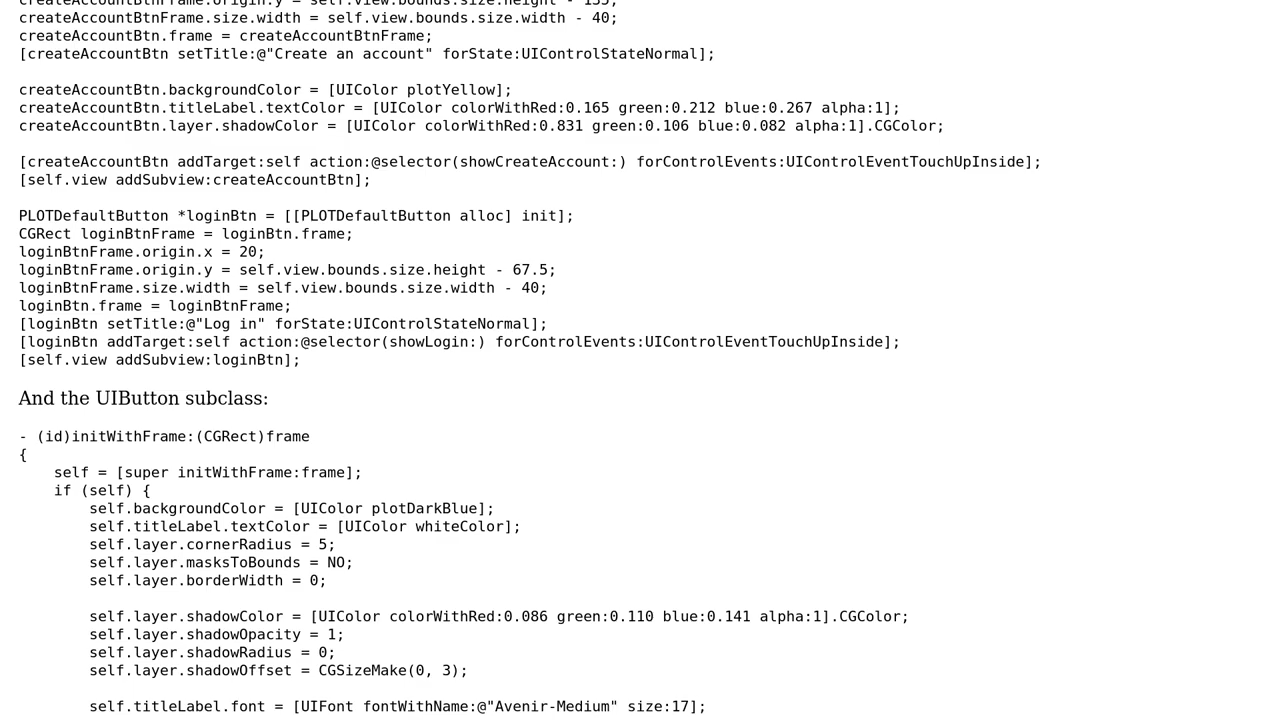 createAccountBtnFrame.origin.y = self.view.bounds.size.height - 135;
createAccountBtnFrame.size.width = self.view.bounds.size.width - 40;
createAccountBtn.frame = createAccountBtnFrame;
[createAccountBtn setTitle:@"Create an account" forState:UIControlStateNormal];

createAccountBtn.backgroundColor = [UIColor plotYellow];
createAccountBtn.titleLabel.textColor = [UIColor colorWithRed:0.165 green:0.212 blue:0.267 alpha:1];
createAccountBtn.layer.shadowColor = [UIColor colorWithRed:0.831 green:0.106 blue:0.082 alpha:1].CGColor;

[createAccountBtn addTarget:self action:@selector(showCreateAccount:) forControlEvents:UIControlEventTouchUpInside];
[self.view addSubview:createAccountBtn];

PLOTDefaultButton *loginBtn = [[PLOTDefaultButton alloc] init];
CGRect loginBtnFrame = loginBtn.frame;
loginBtnFrame.origin.x = 20;
loginBtnFrame.origin.y = self.view.bounds.size.height - 67.5;
loginBtnFrame.size.width = self.view.bounds.size.width - 40;
loginBtn.frame = loginBtnFrame;
[loginBtn setTitle:@"Log in" forState:UIControlStateNormal];
[loginBtn addTarget:self action:@selector(showLogin:) forControlEvents:UIControlEventTouchUpInside];
[self.view addSubview:loginBtn];

And the UIButton subclass:

- (id)initWithFrame:(CGRect)frame
{
    self = [super initWithFrame:frame];
    if (self) {
        self.backgroundColor = [UIColor plotDarkBlue];
        self.titleLabel.textColor = [UIColor whiteColor];
        self.layer.cornerRadius = 5;
        self.layer.masksToBounds = NO;
        self.layer.borderWidth = 0;

        self.layer.shadowColor = [UIColor colorWithRed:0.086 green:0.110 blue:0.141 alpha:1].CGColor;
        self.layer.shadowOpacity = 1;
        self.layer.shadowRadius = 0;
        self.layer.shadowOffset = CGSizeMake(0, 3);

        self.titleLabel.font = [UIFont fontWithName:@"Avenir-Medium" size:17];